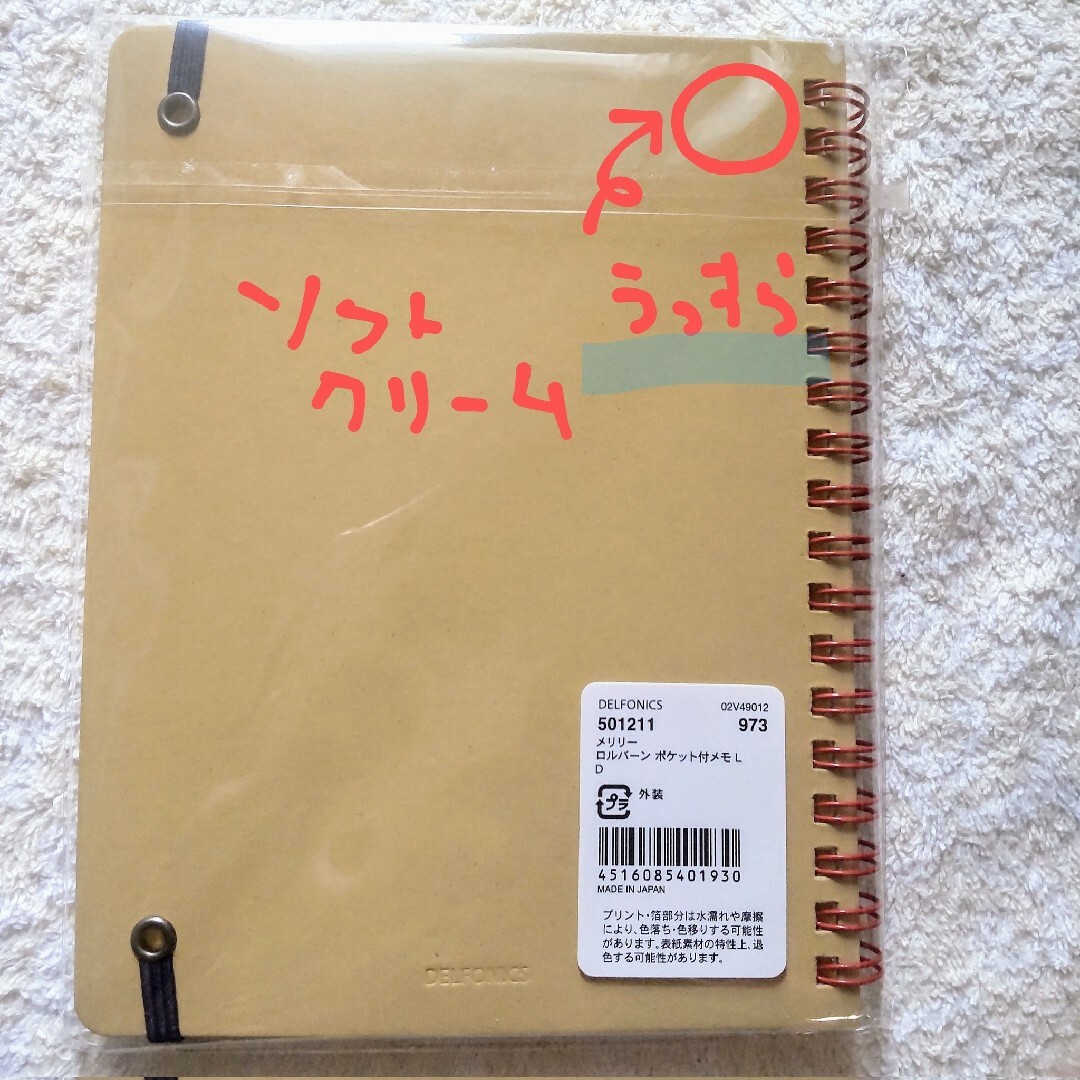 うっすら
ソフト
クリーム
DELFONICS 02V49012
501211 973
メリリー
ロルバーン ポケット付メモ L
D
プラ 外装
4516085401930
MADE IN JAPAN
プリント・箔部分は水濡れや摩擦
により、色落ち・色移りする可能性
があります。表紙素材の特性上、退
色する可能性があります。
DELFONICS